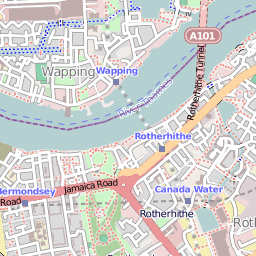 A101
Wapping
Wapping
River Thames
Rotherhithe Tunnel
Rotherhithe
Bermondsey
Jamaica Road
Canada Water
Road
Rotherhithe
Roth